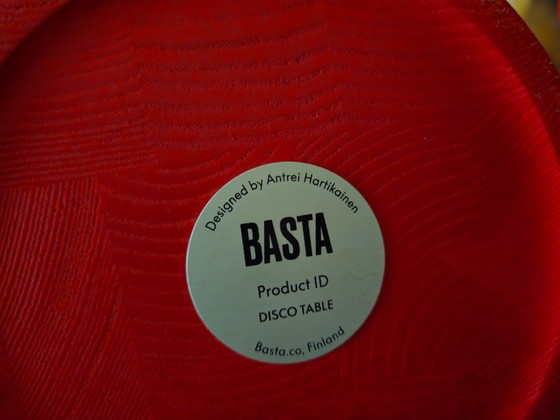 Designed by Antrei Hartikainen
BASTA
Product ID
DISCO TABLE
Basta.co, Finland